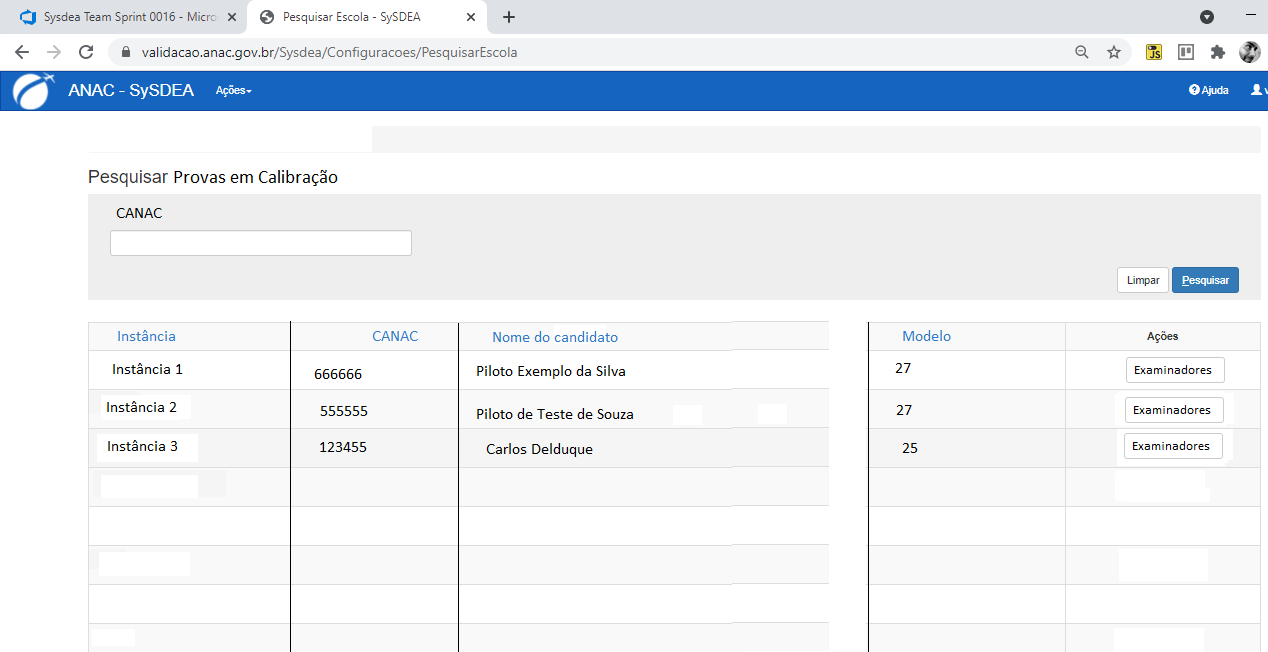 Sysdea Team Sprint 0016 - Micro
Pesquisar Escola - SySDEA
validacao.anac.gov.br/Sysdea/Configuracoes/PesquisarEscola
JS
ANAC - SySDEA Ações Ajuda
Pesquisar Provas em Calibração
CANAC
Limpar Pesquisar
Instância CANAC Nome do candidato Modelo Ações
Instância 1 666666 Piloto Exemplo da Silva 27 Examinadores
Instância 2 555555 Piloto de Teste de Souza 27 Examinadores
Instância 3 123455 Carlos Delduque 25 Examinadores